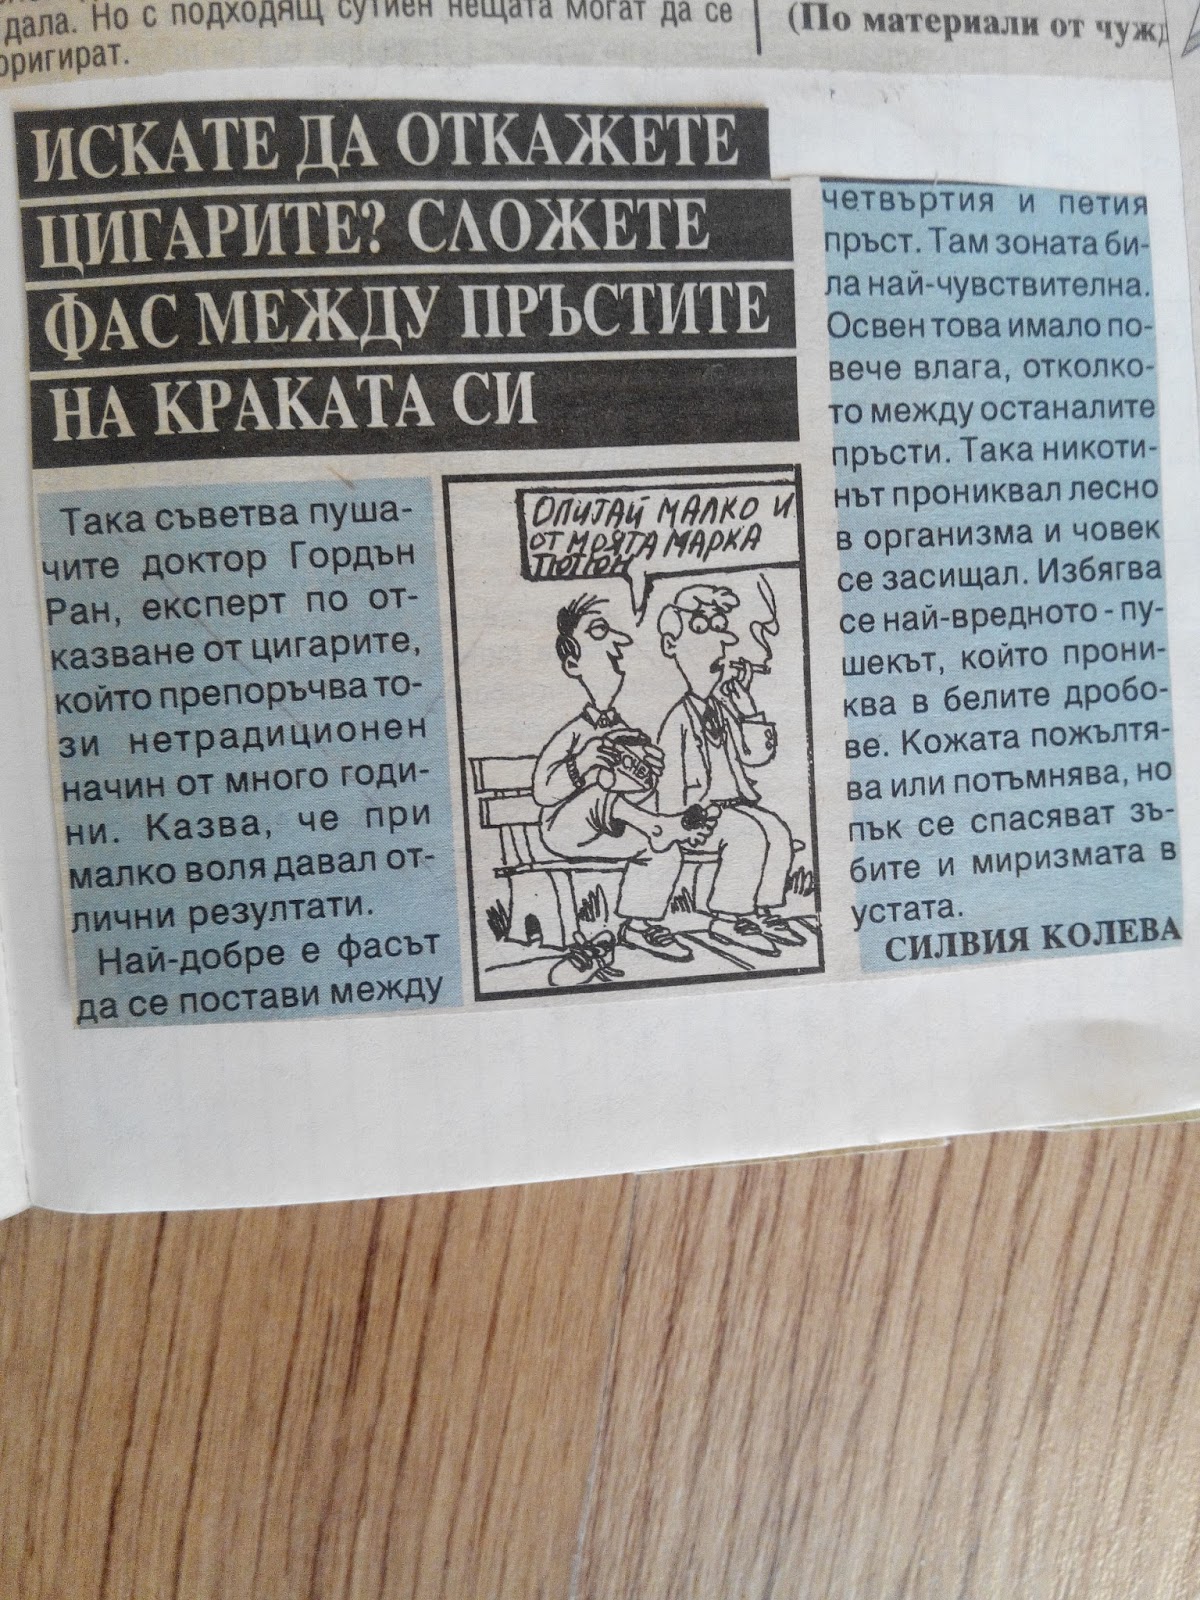 дала. Но с подходящ сутиен нещата могат да се
оригират.
(По материали от чужд
ИСКАТЕ ДА ОТКАЖЕТЕ
ЦИГАРИТЕ? СЛОЖЕТЕ
ФАС МЕЖДУ ПРЪСТИТЕ
НА КРАКАТА СИ
Така съветва пуша-
чите доктор Гордън
Ран, експерт по от-
казване от цигарите,
който препоръчва то-
зи нетрадиционен
начин от много годи-
ни. Казва, че при
малко воля давал от-
лични резултати.
Най-добре е фасът
да се постави между
ОПИТАЙ МАЛКО И
ОТ МОЯТА МАРКА
ТЮТЮН
четвъртия и петия
пръст. Там зоната би-
ла най-чувствителна.
Освен това имало по-
вече влага, отколко-
то между останалите
пръсти. Така никоти-
нът прониквал лесно
в организма и човек
се засищал. Избягва
се най-вредното - пу-
шекът, който прони-
ква в белите дробо-
ве. Кожата пожълтя-
ва или потъмнява, но
пък се спасяват зъ-
бите и миризмата в
устата.
СИЛВИЯ КОЛЕВА